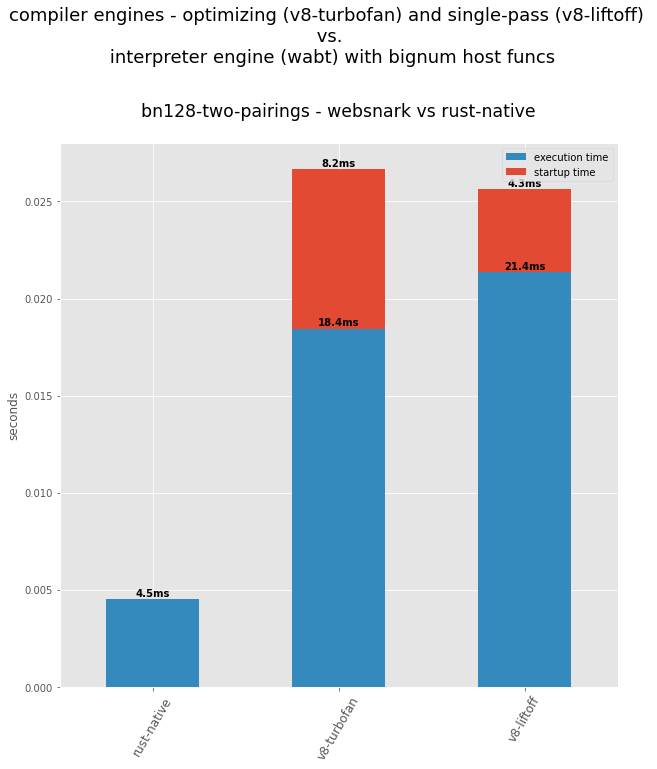 compiler engines - optimizing (v8-turbofan) and single-pass (v8-liftoff)
vs.
interpreter engine (wabt) with bignum host funcs
bn128-two-pairings - websnark vs rust-native
execution time
startup time
8.2ms
4.3ms
18.4ms
21.4ms
4.5ms
seconds
0.025
0.020
0.015
0.010
0.005
0.000
rust-native
v8-turbofan
v8-liftoff